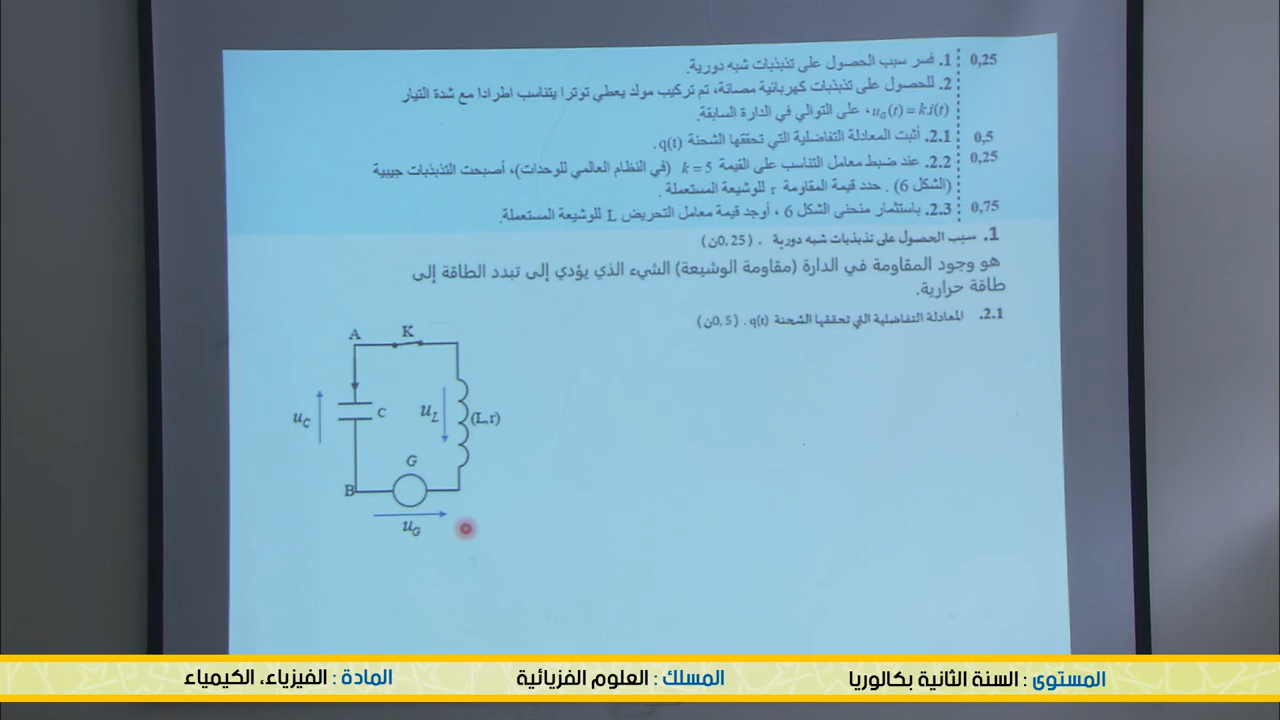 0,25 1. فسر سبب الحصول على تذبذبات شبه دورية.
2. للحصول على تذبذبات كهربائية مصانة، تم تركيب مولد يعطي توترا يتناسب اطرادا مع شدة التيار
u_G(t) = k.i(t)، على التوالي في الدارة السابقة.
0,5 2.1. أثبت المعادلة التفاضلية التي تحققها الشحنة q(t).
0,25 2.2. عند ضبط معامل التناسب على القيمة k = 5 (في النظام العالمي للوحدات)، أصبحت التذبذبات جيبية
(الشكل 6) . حدد قيمة المقاومة r للوشيعة المستعملة .
0,75 2.3. باستثمار منحنى الشكل 6 ، أوجد قيمة معامل التحريض L للوشيعة المستعملة.
1. سبب الحصول على تذبذبات شبه دورية . (0,25ن)
هو وجود المقاومة في الدارة (مقاومة الوشيعة) الشيء الذي يؤدي إلى تبدد الطاقة إلى
طاقة حرارية.
2.1. المعادلة التفاضلية التي تحققها الشحنة q(t) . (0,5ن)
A K
u_C C u_L (L,r)
G
B
u_G
المستوى : السنة الثانية بكالوريا المسلك : العلوم الفزيائية المادة : الفيزياء، الكيمياء